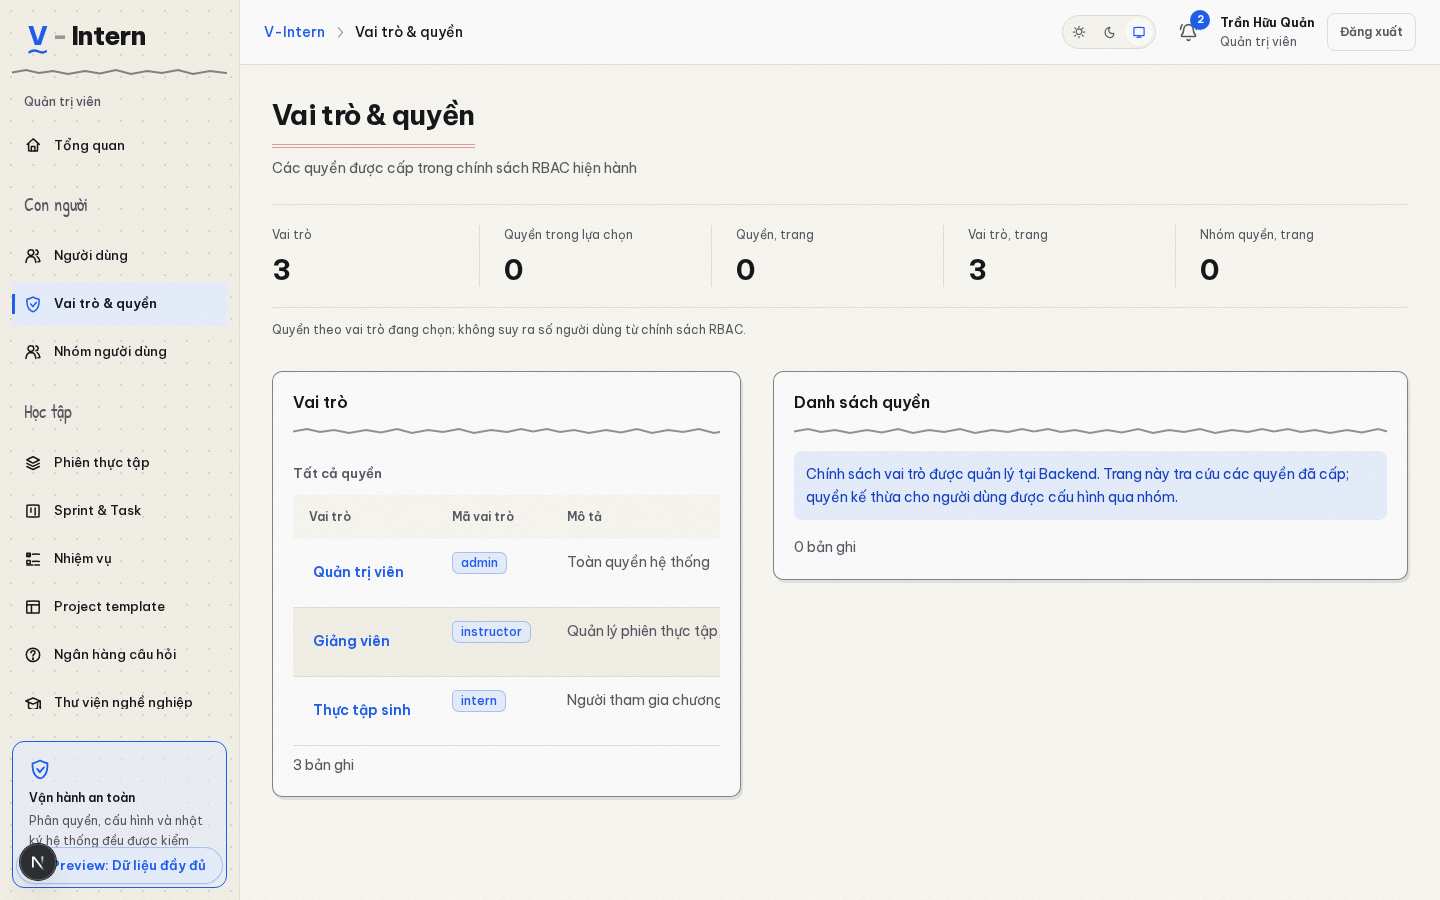 V - Intern
Quản trị viên
Tổng quan
Con người
Người dùng
Vai trò & quyền
Nhóm người dùng
Học tập
Phiên thực tập
Sprint & Task
Nhiệm vụ
Project template
Ngân hàng câu hỏi
Thư viện nghề nghiệp
Vận hành an toàn
Phân quyền, cấu hình và nhật
ký hệ thống đều được kiểm
Preview: Dữ liệu đầy đủ
V-Intern
Vai trò & quyền
2
Trần Hữu Quản
Quản trị viên
Đăng xuất
Vai trò & quyền
Các quyền được cấp trong chính sách RBAC hiện hành
Vai trò
3
Quyền trong lựa chọn
0
Quyền, trang
0
Vai trò, trang
3
Nhóm quyền, trang
0
Quyền theo vai trò đang chọn; không suy ra số người dùng từ chính sách RBAC.
Vai trò
Tất cả quyền
Vai trò Mã vai trò Mô tả
Quản trị viên admin Toàn quyền hệ thống
Giảng viên instructor Quản lý phiên thực tập
Thực tập sinh intern Người tham gia chương
3 bản ghi
Danh sách quyền
Chính sách vai trò được quản lý tại Backend. Trang này tra cứu các quyền đã cấp;
quyền kế thừa cho người dùng được cấu hình qua nhóm.
0 bản ghi